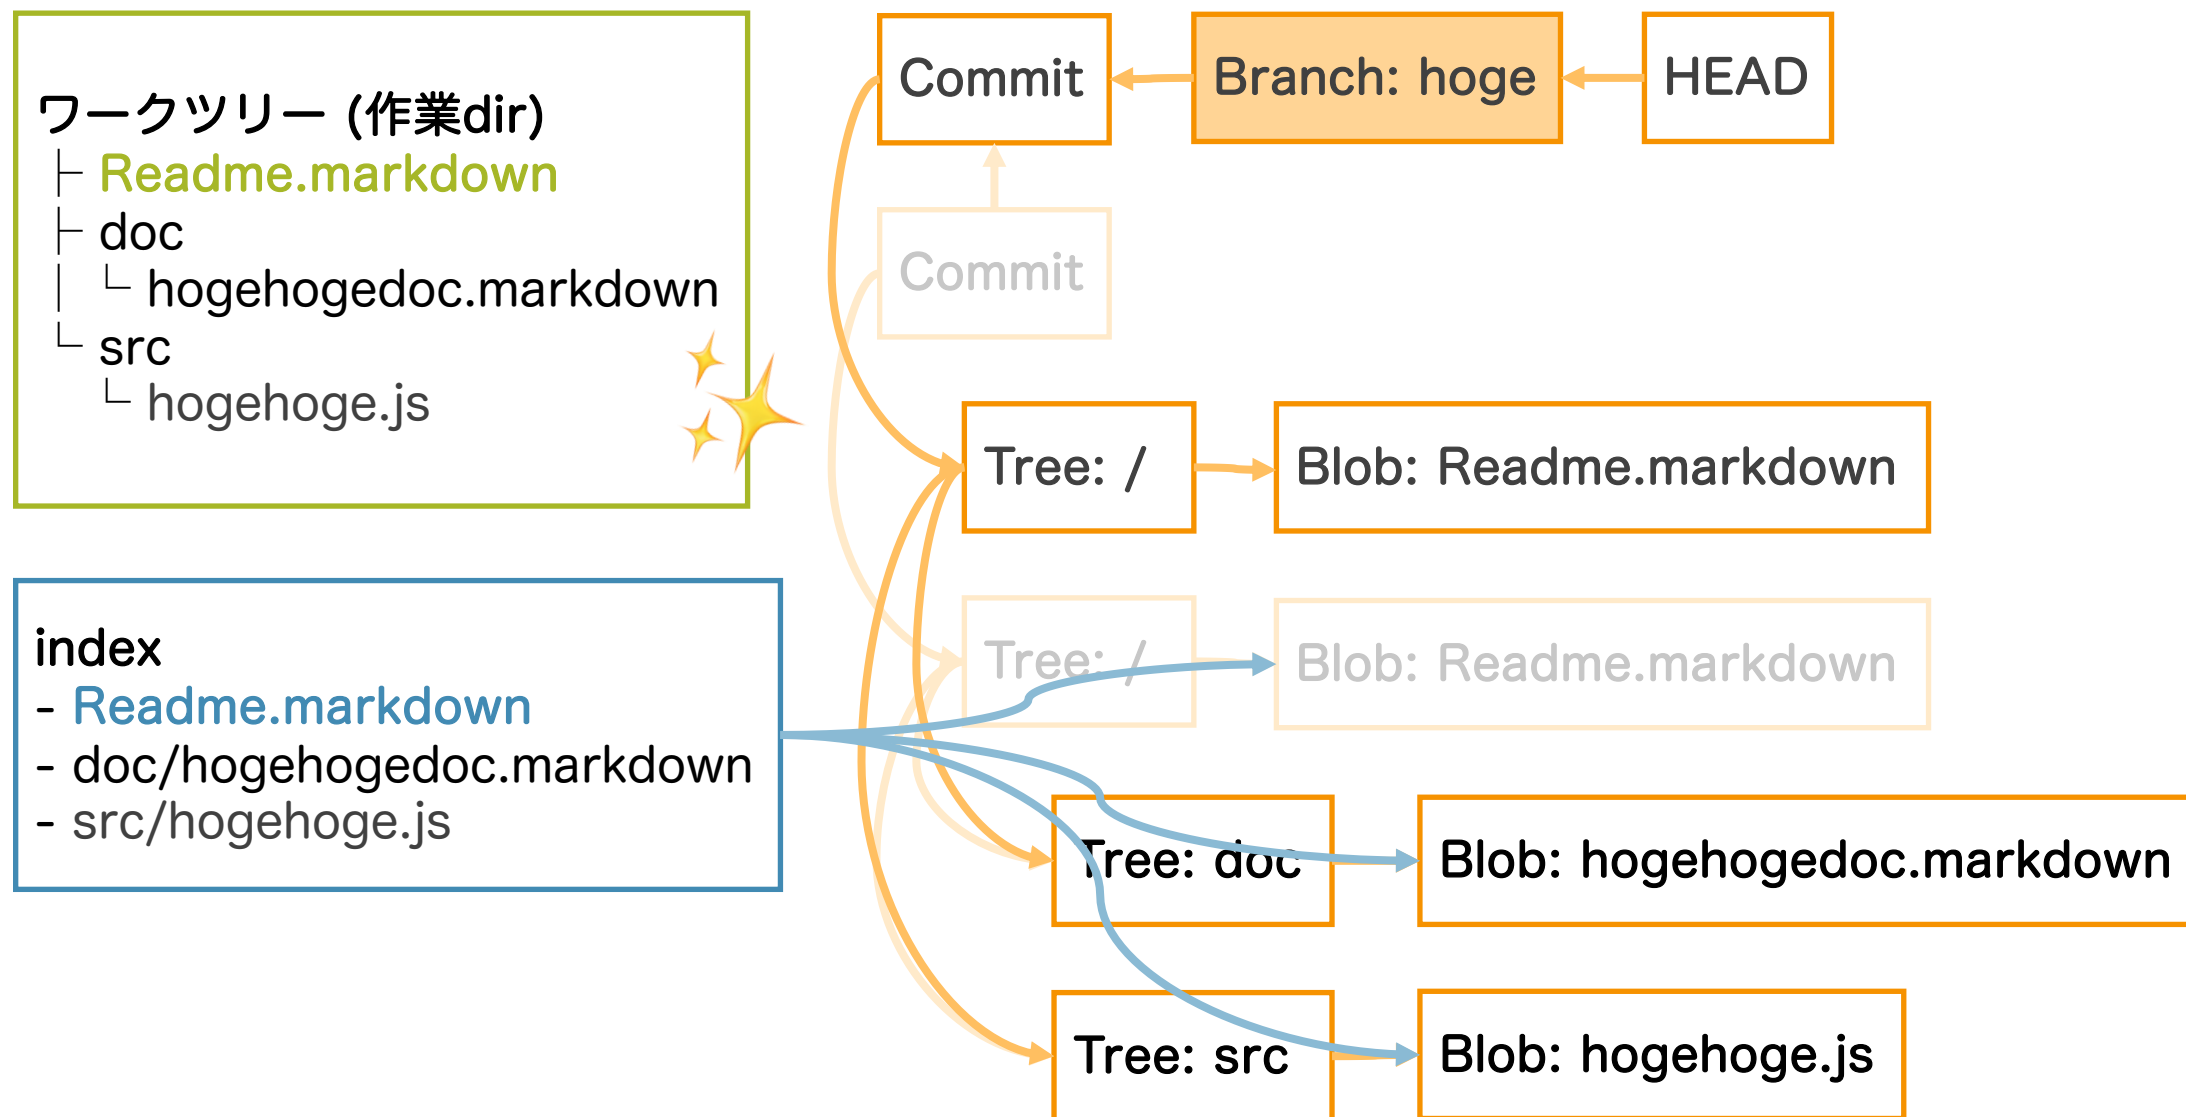 ワークツリー (作業dir)
├ Readme.markdown
├ doc
│ └ hogehogedoc.markdown
└ src
└ hogehoge.js
index
- Readme.markdown
- doc/hogehogedoc.markdown
- src/hogehoge.js
Commit
Branch: hoge
HEAD
Commit
Tree: /
Blob: Readme.markdown
Tree: /
Blob: Readme.markdown
Tree: doc
Blob: hogehogedoc.markdown
Tree: src
Blob: hogehoge.js